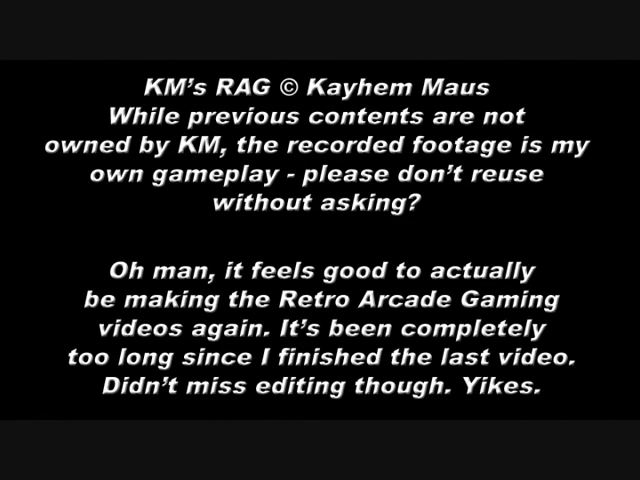 KM's RAG © Kayhem Maus
While previous contents are not
owned by KM, the recorded footage is my
own gameplay - please don't reuse
without asking?
Oh man, it feels good to actually
be making the Retro Arcade Gaming
videos again. It's been completely
too long since I finished the last video.
Didn't miss editing though. Yikes.